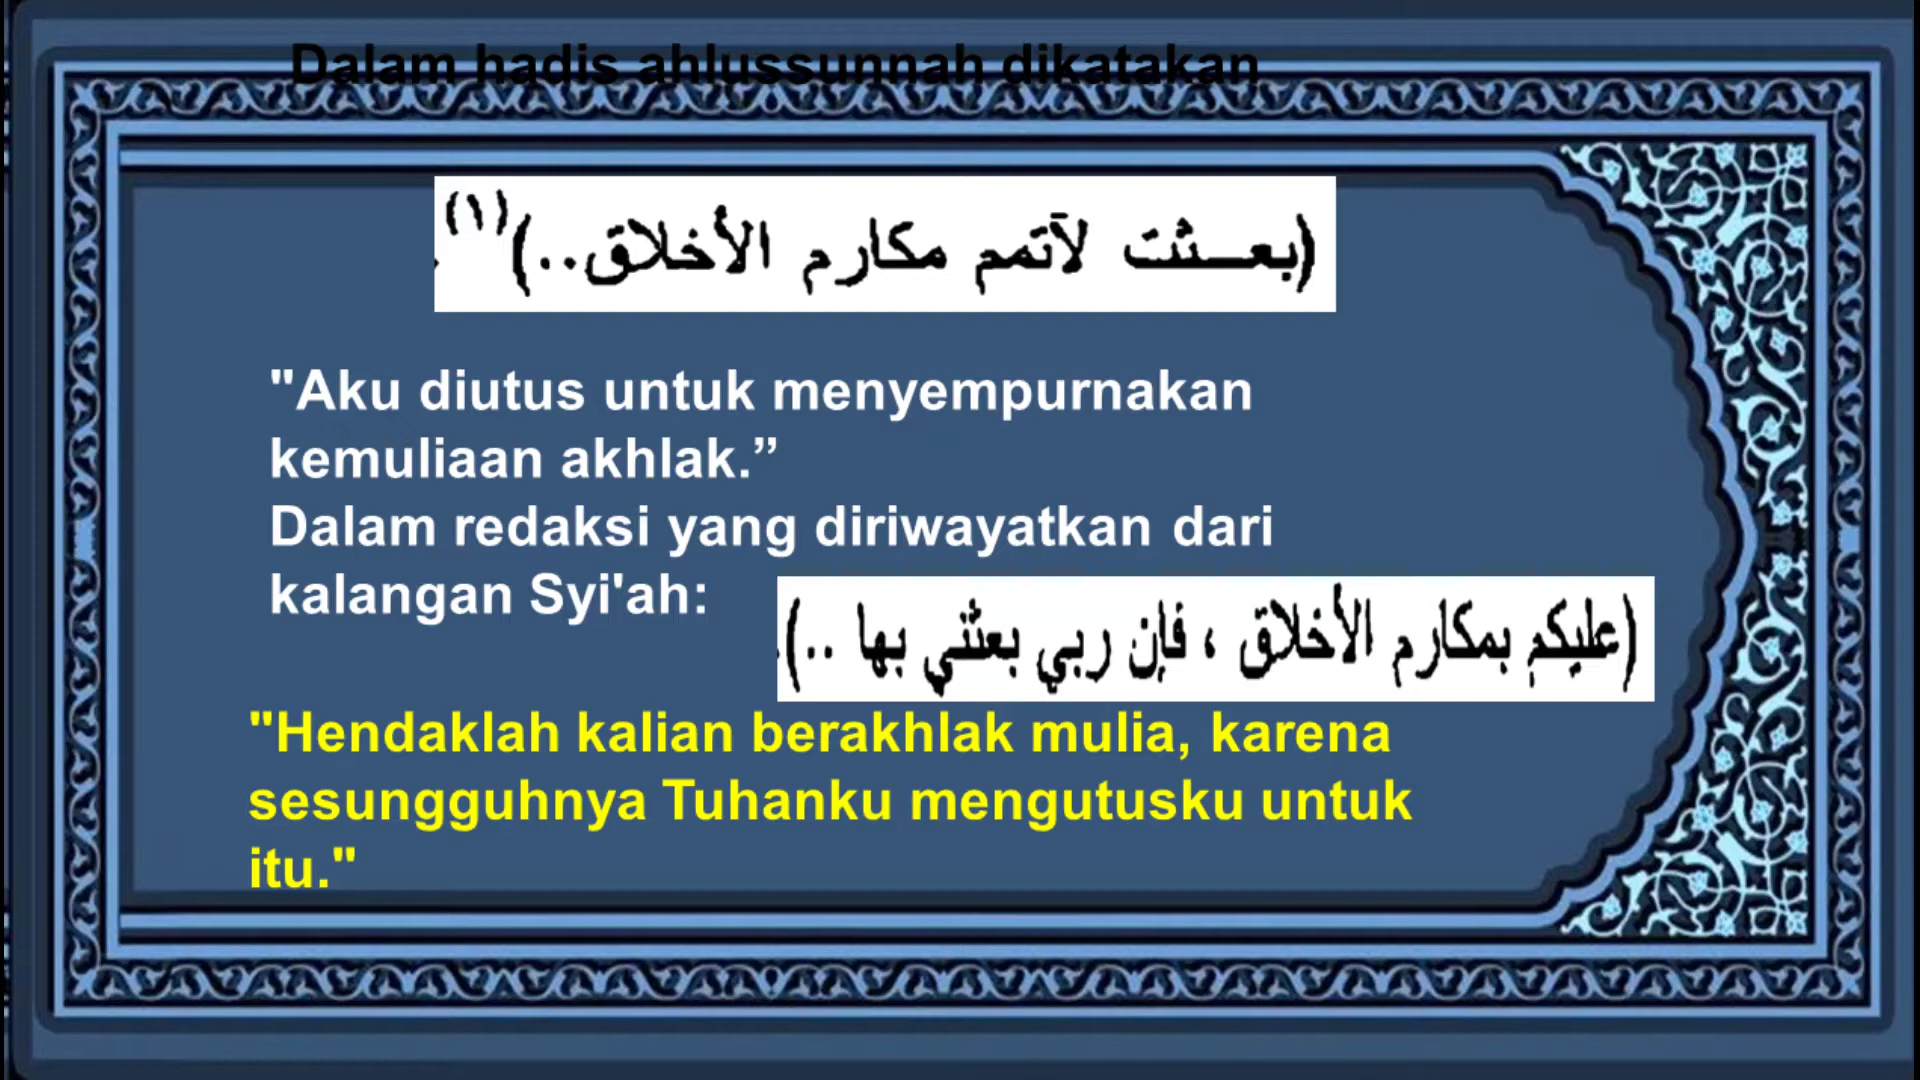 Dalam hadis ahlussunnah dikatakan
(بعـــثت لآتمم مكارم الأخلاق..)(١).
"Aku diutus untuk menyempurnakan
kemuliaan akhlak.”
Dalam redaksi yang diriwayatkan dari
kalangan Syi'ah:
(عليكم بمكارم الأخلاق ، فإن ربي بعثني بها ..).
"Hendaklah kalian berakhlak mulia, karena
sesungguhnya Tuhanku mengutusku untuk
itu."